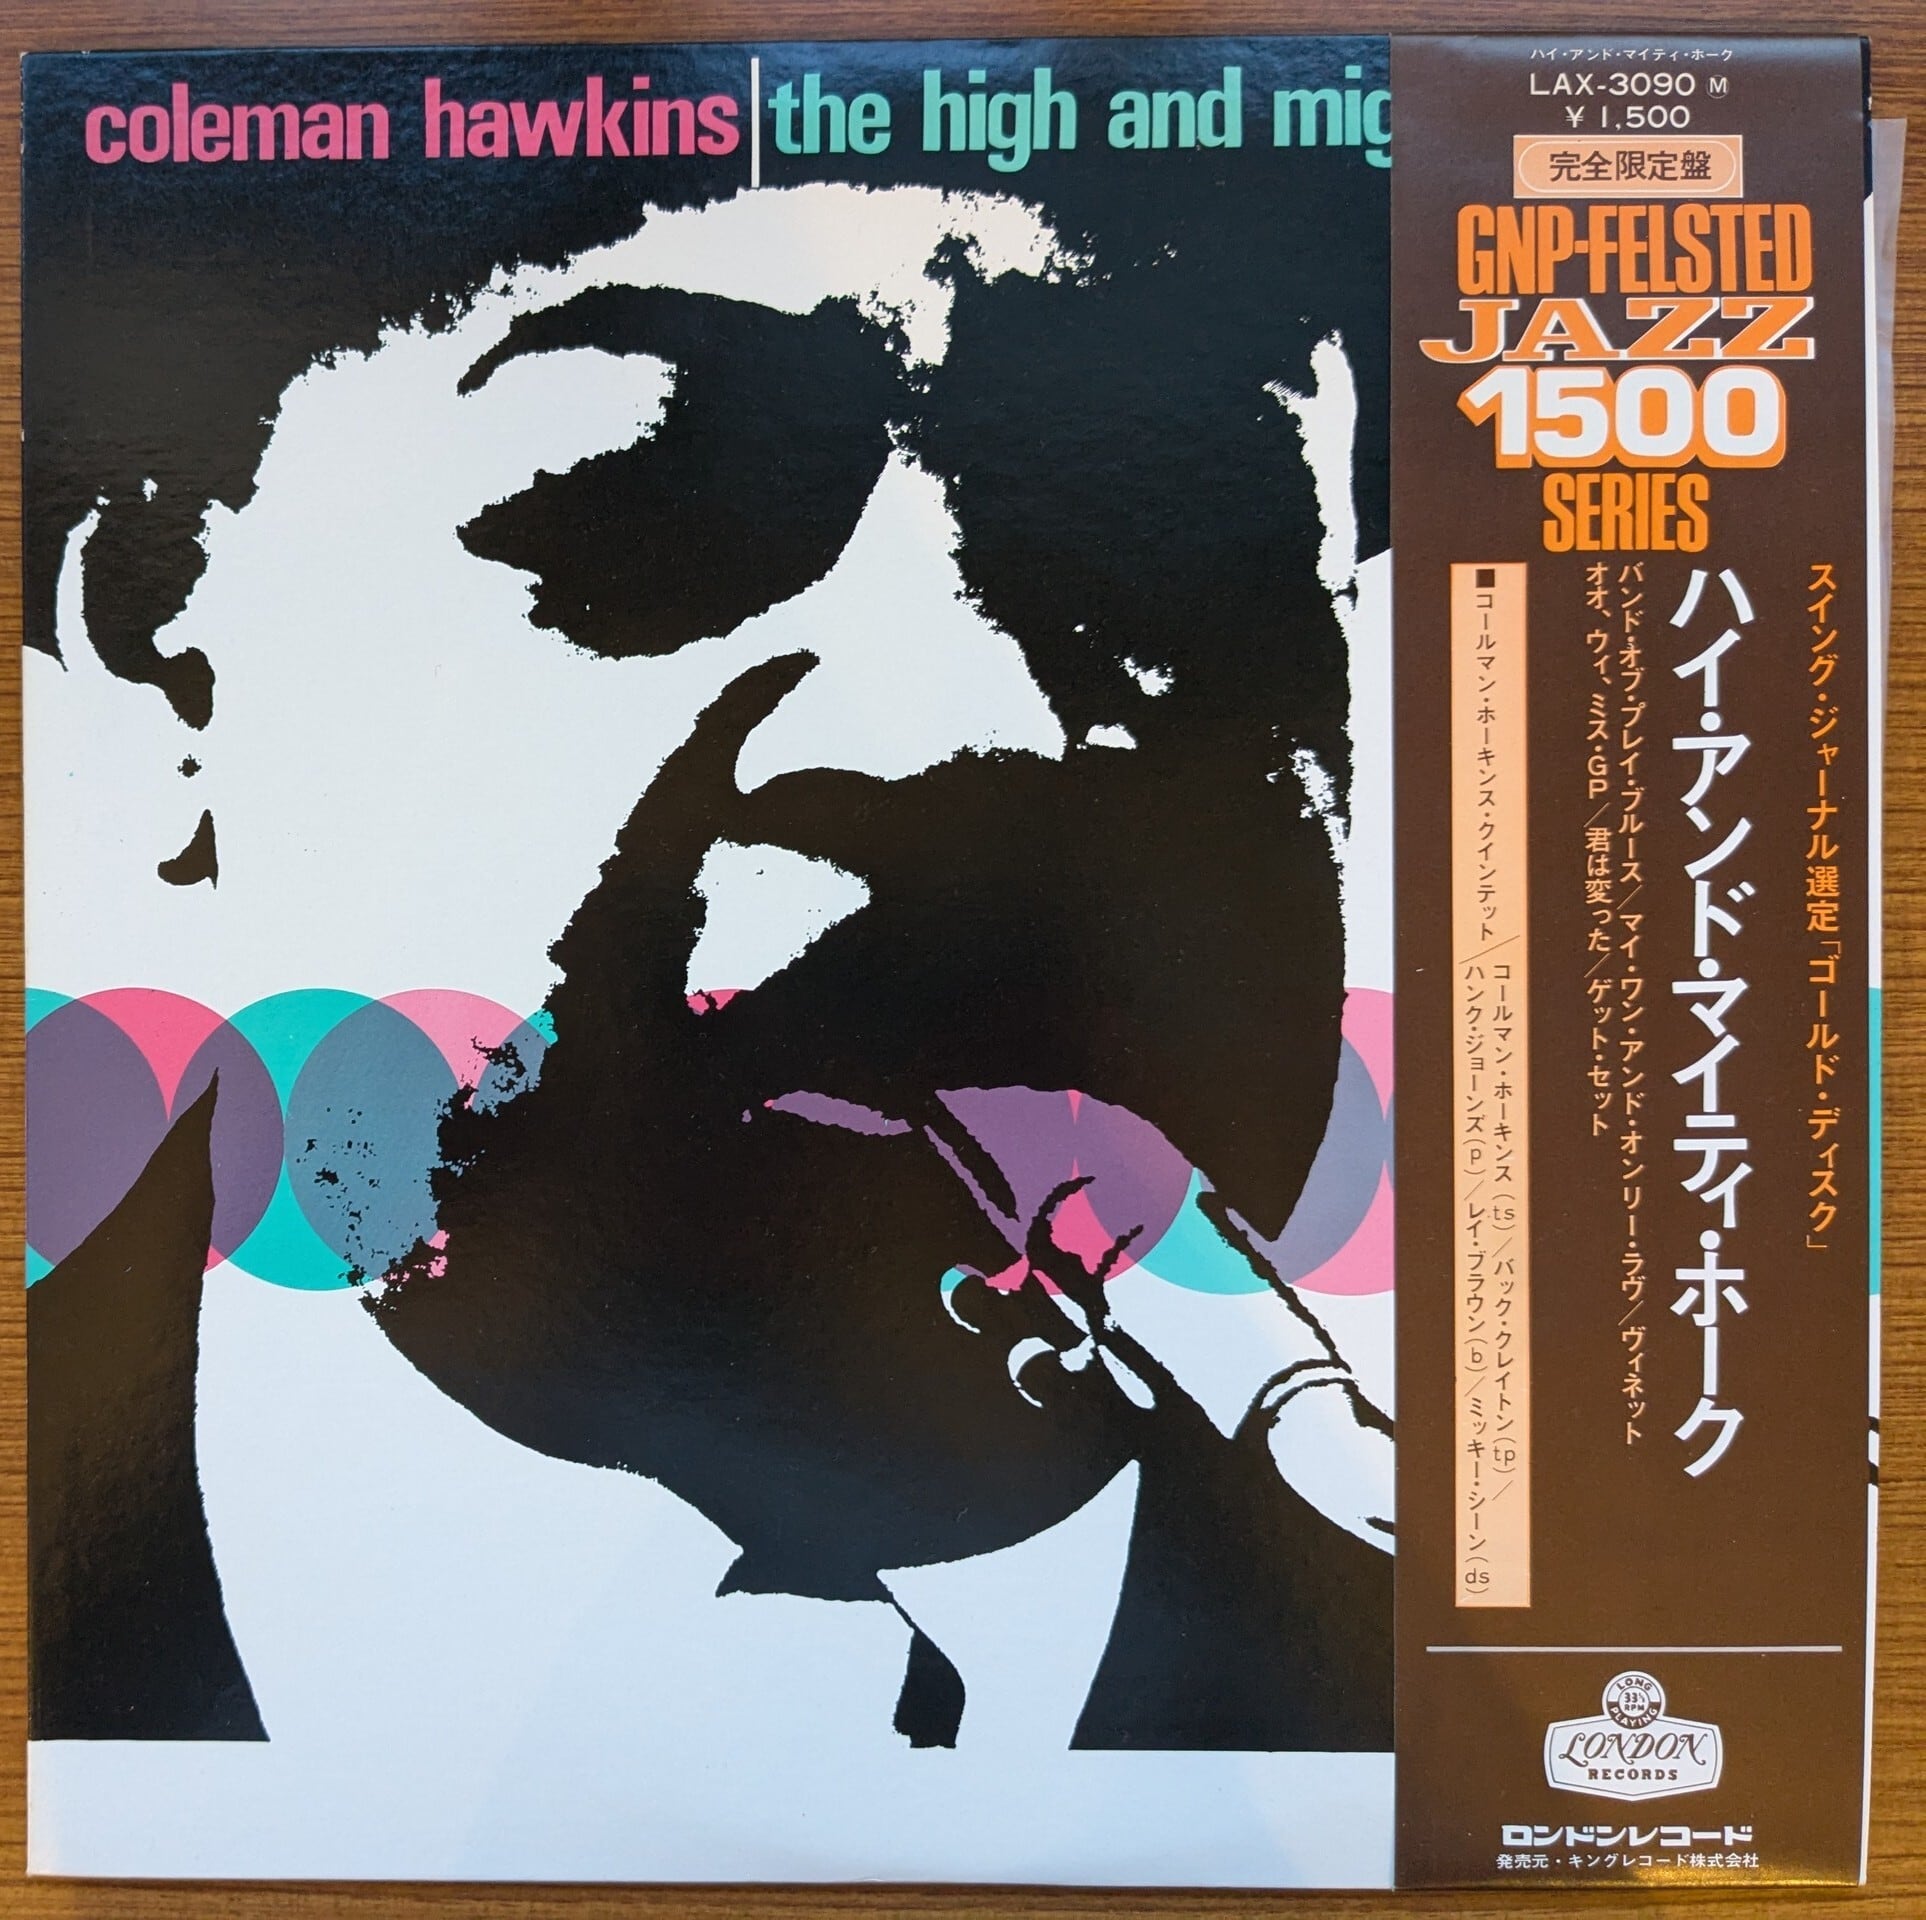 coleman hawkins | the high and mig
ハイ・アンド・マイティ・ホーク
LAX-3090 Ⓜ
¥ 1,500
完全限定盤
GNP-FELSTED
JAZZ
1500
SERIES
スイング・ジャーナル選定「ゴールド・ディスク」
ハイ・アンド・マイティ・ホーク
バンド・オブ・プレイ・ブルース/マイ・ワン・アンド・オンリー・ラヴ/ヴィネット
オオ、ウィ、ミス・GP/君は変った/ゲット・セット
■コールマン・ホーキンス・クインテット/コールマン・ホーキンス(ts)/バック・クレイトン(tp)/
ハンク・ジョーンズ(p)/レイ・ブラウン(b)/ミッキー・シーン(ds)
LONG
33⅓
RPM
PLAYING
LONDON
RECORDS
ロンドンレコード
発売元・キングレコード株式会社